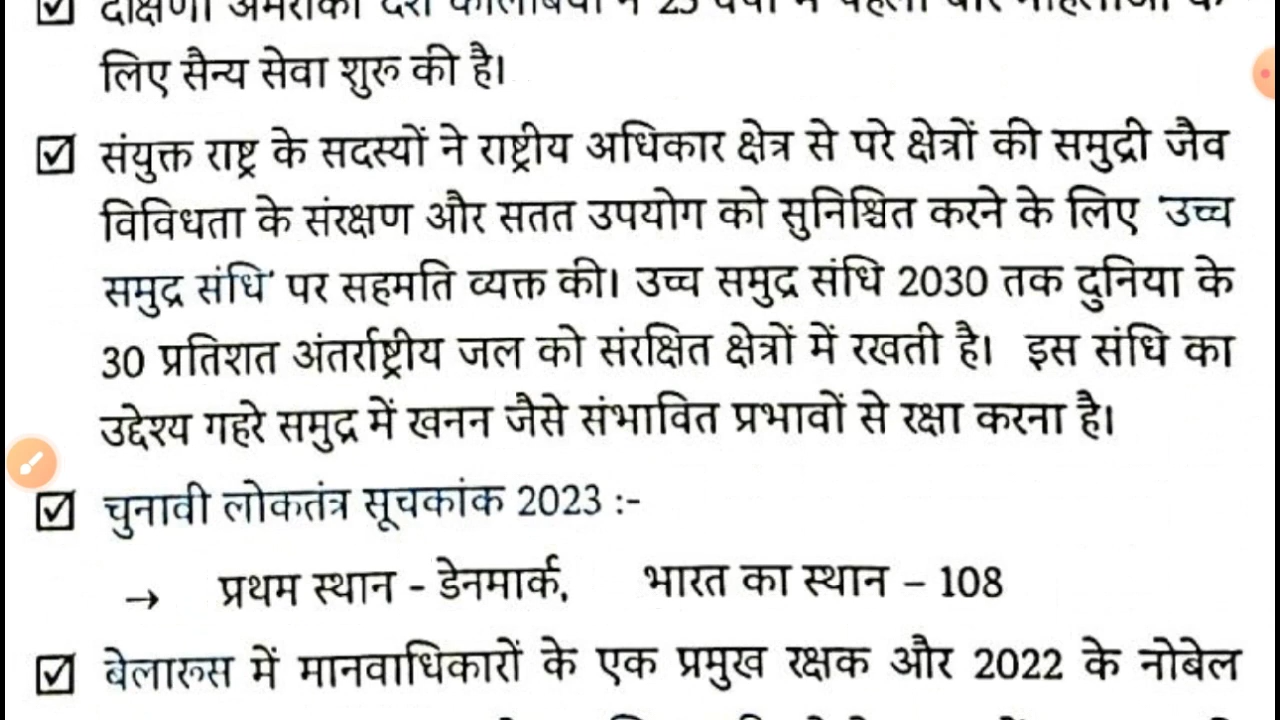 लिए सैन्य सेवा शुरू की है।
संयुक्त राष्ट्र के सदस्यों ने राष्ट्रीय अधिकार क्षेत्र से परे क्षेत्रों की समुद्री जैव
विविधता के संरक्षण और सतत उपयोग को सुनिश्चित करने के लिए 'उच्च
समुद्र संधि' पर सहमति व्यक्त की। उच्च समुद्र संधि 2030 तक दुनिया के
30 प्रतिशत अंतर्राष्ट्रीय जल को संरक्षित क्षेत्रों में रखती है। इस संधि का
उद्देश्य गहरे समुद्र में खनन जैसे संभावित प्रभावों से रक्षा करना है।
चुनावी लोकतंत्र सूचकांक 2023 :-
→ प्रथम स्थान - डेनमार्क, भारत का स्थान – 108
बेलारूस में मानवाधिकारों के एक प्रमुख रक्षक और 2022 के नोबेल